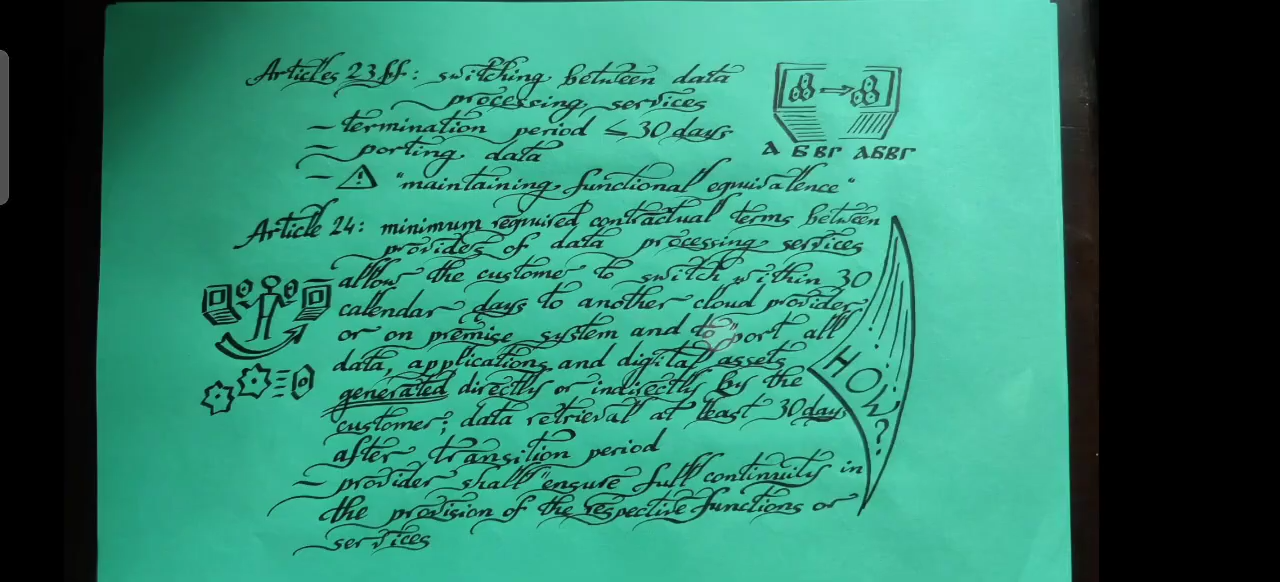 Articles 23ff: switching between data
processing services
- termination period ≤ 30 days
- porting data
- ⚠ "maintaining functional equivalence"
А БВГ АБВГ
Article 24: minimum required contractual terms between
providers of data processing services
allow the customer to switch within 30
calendar days to another cloud provider
or on premise system and to "port all
data, applications and digital assets
generated directly or indirectly by the
customer; data retrieval at least 30 days
after transition period
- provider shall "ensure full continuity in
the provision of the respective functions or
services
HOW?